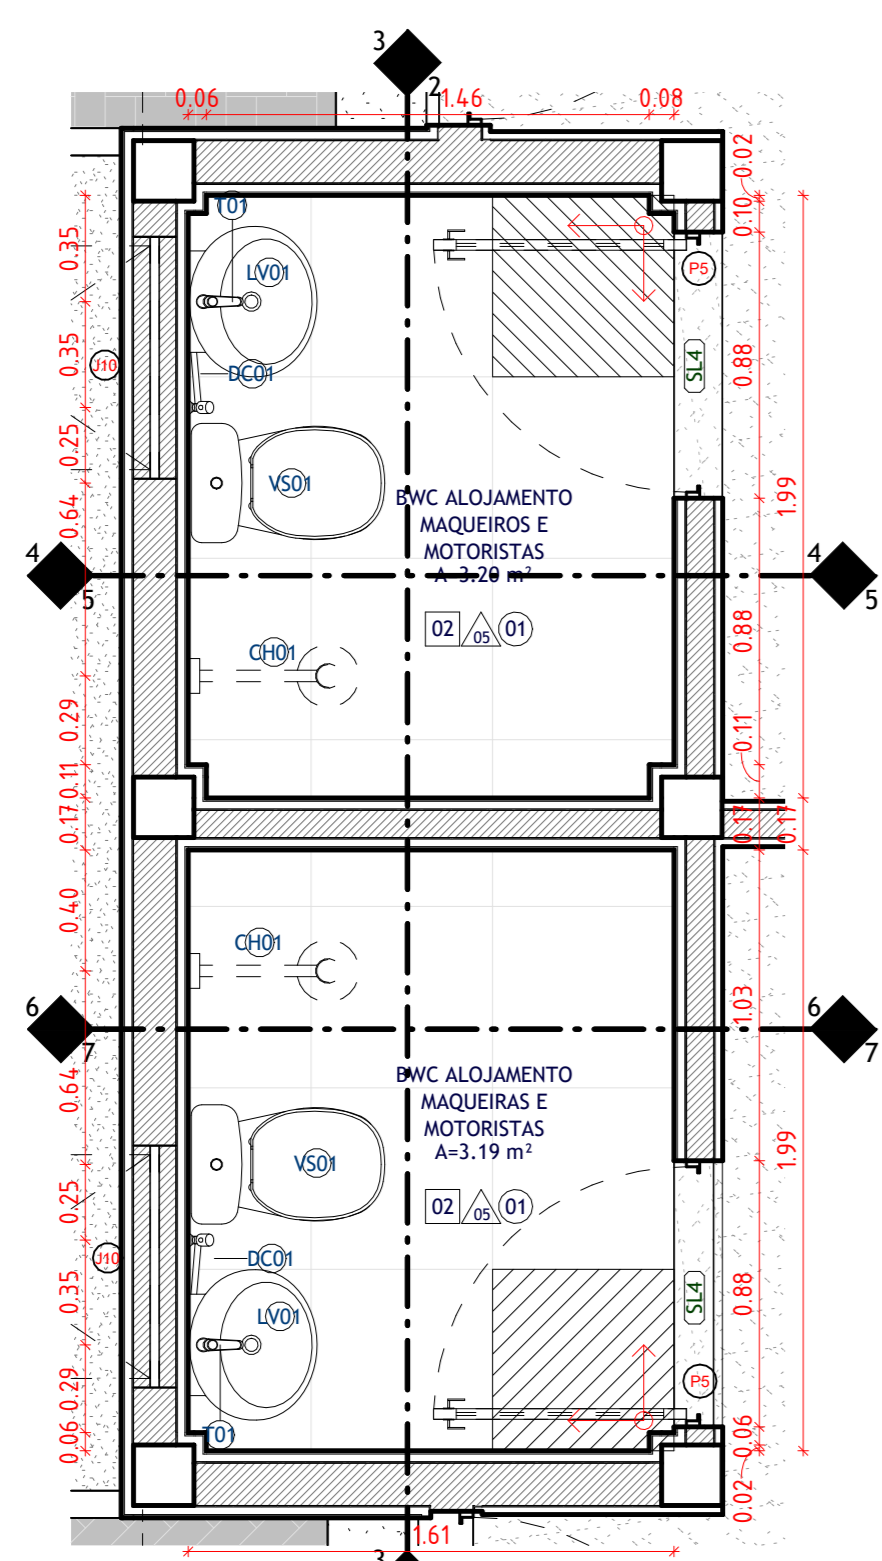 3
2
0.06
1.46
0.08
0.02
0.10
T01
0.35
LV01
P5
J10
0.35
DC01
SL4
0.88
0.25
VS01
BWC ALOJAMENTO
MAQUEIROS E
MOTORISTAS
A=3.20 m²
0.64
1.99
4
5
4
5
02
05
01
0.88
CH01
0.29
0.11
0.11
0.17
0.17
0.17
0.40
CH01
1.03
6
7
6
7
0.64
BWC ALOJAMENTO
MAQUEIRAS E
MOTORISTAS
A=3.19 m²
1.99
VS01
02
05
01
0.25
J10
DC01
0.35
LV01
SL4
0.88
P5
0.29
T01
0.06
0.06
0.02
1.61
3